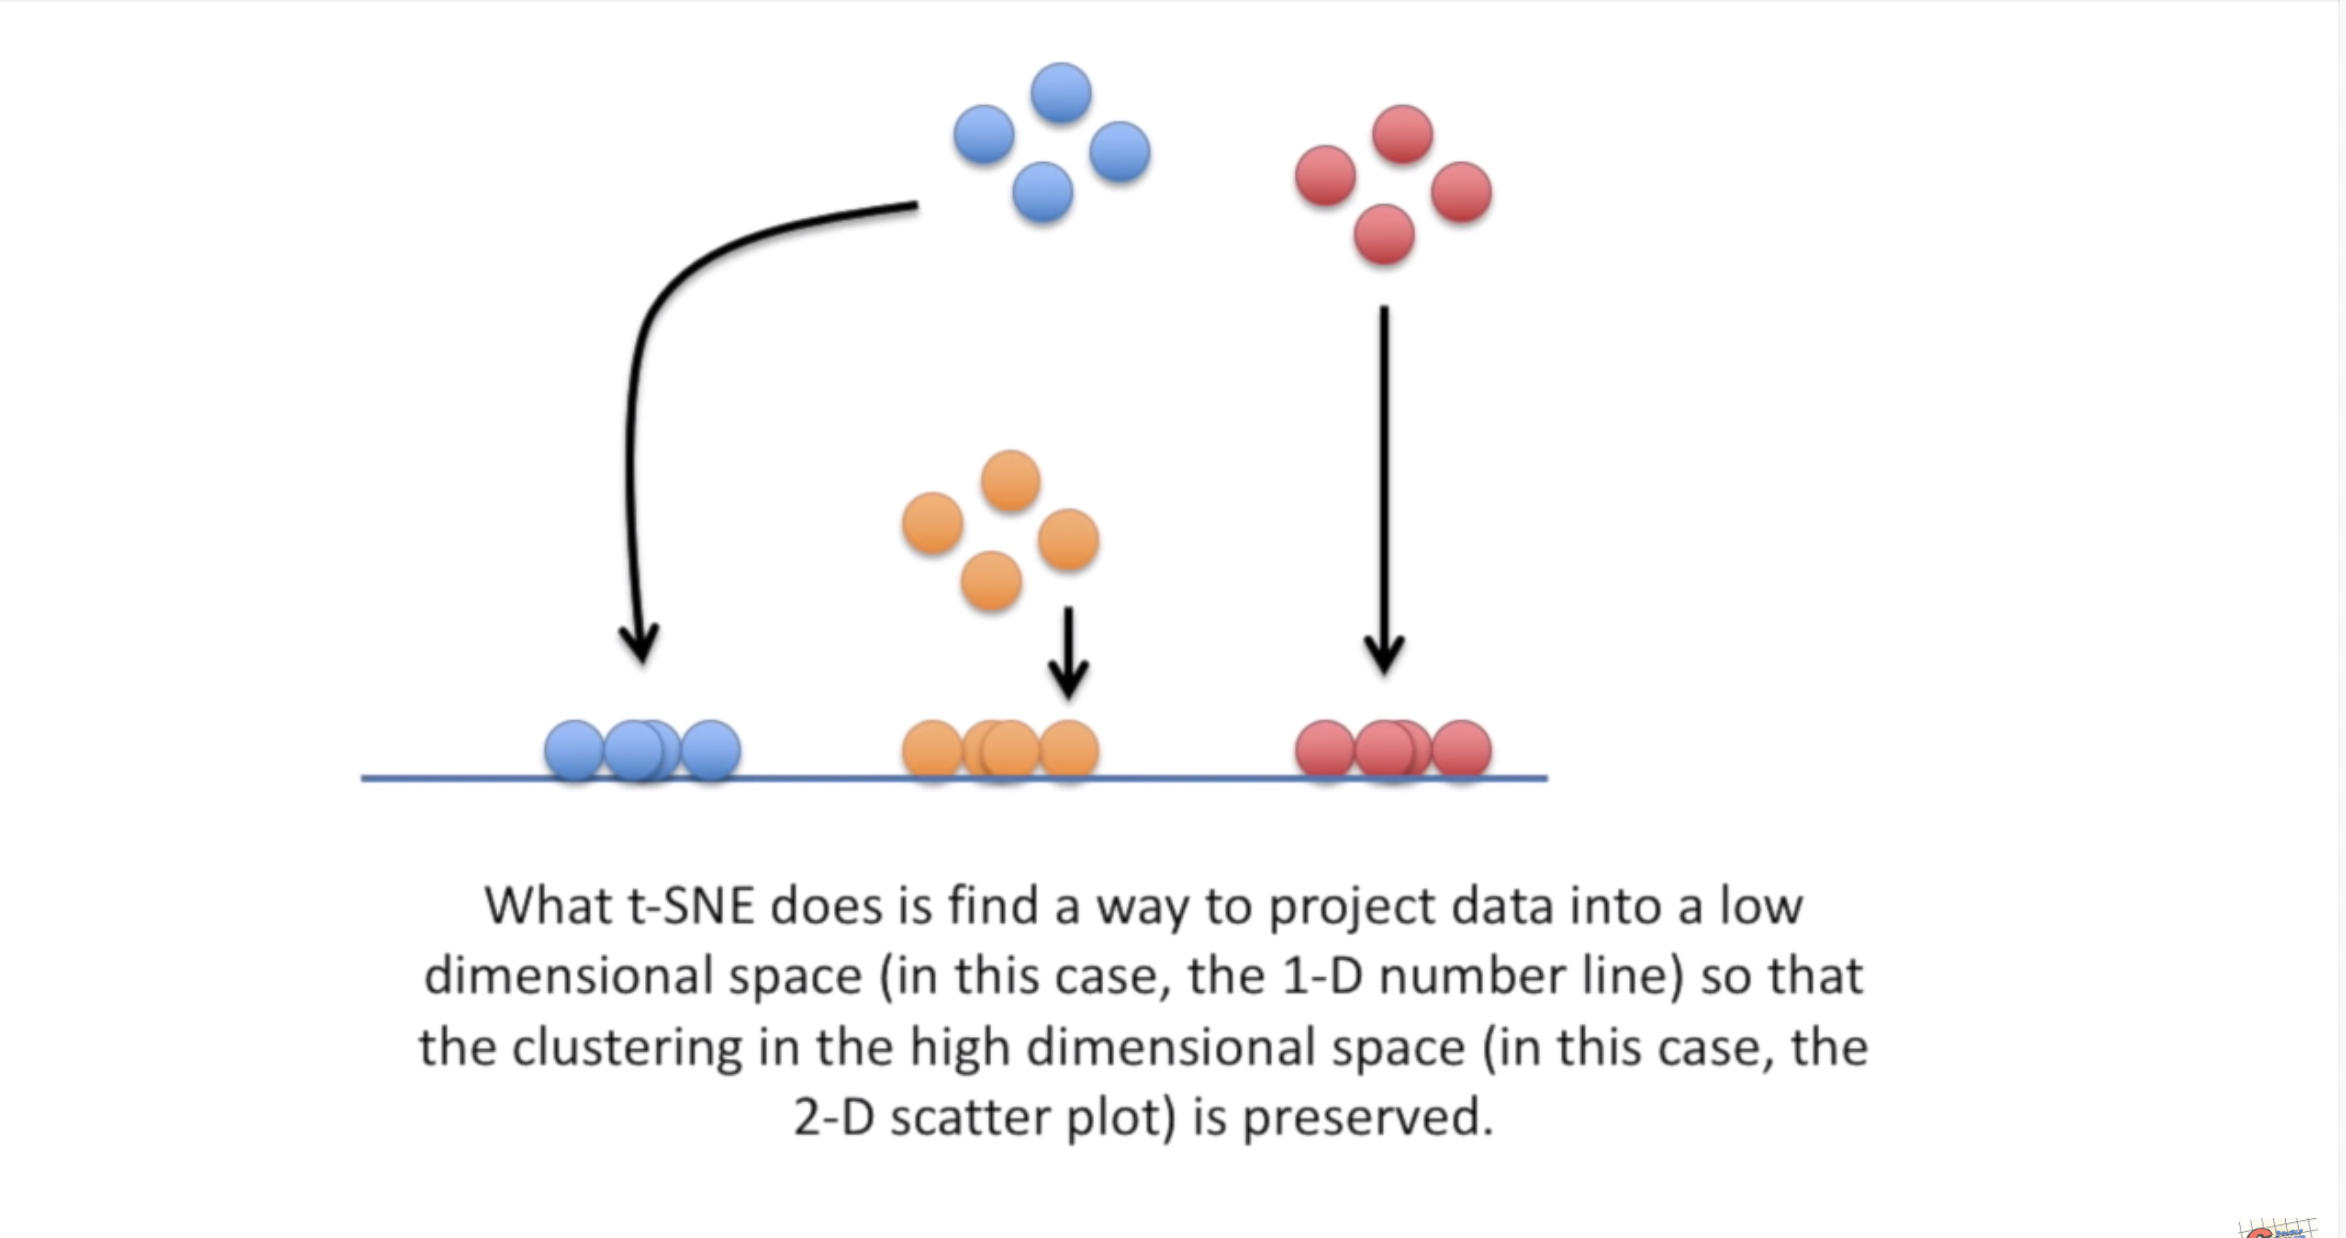 What t-SNE does is find a way to project data into a low
dimensional space (in this case, the 1-D number line) so that
the clustering in the high dimensional space (in this case, the
2-D scatter plot) is preserved.